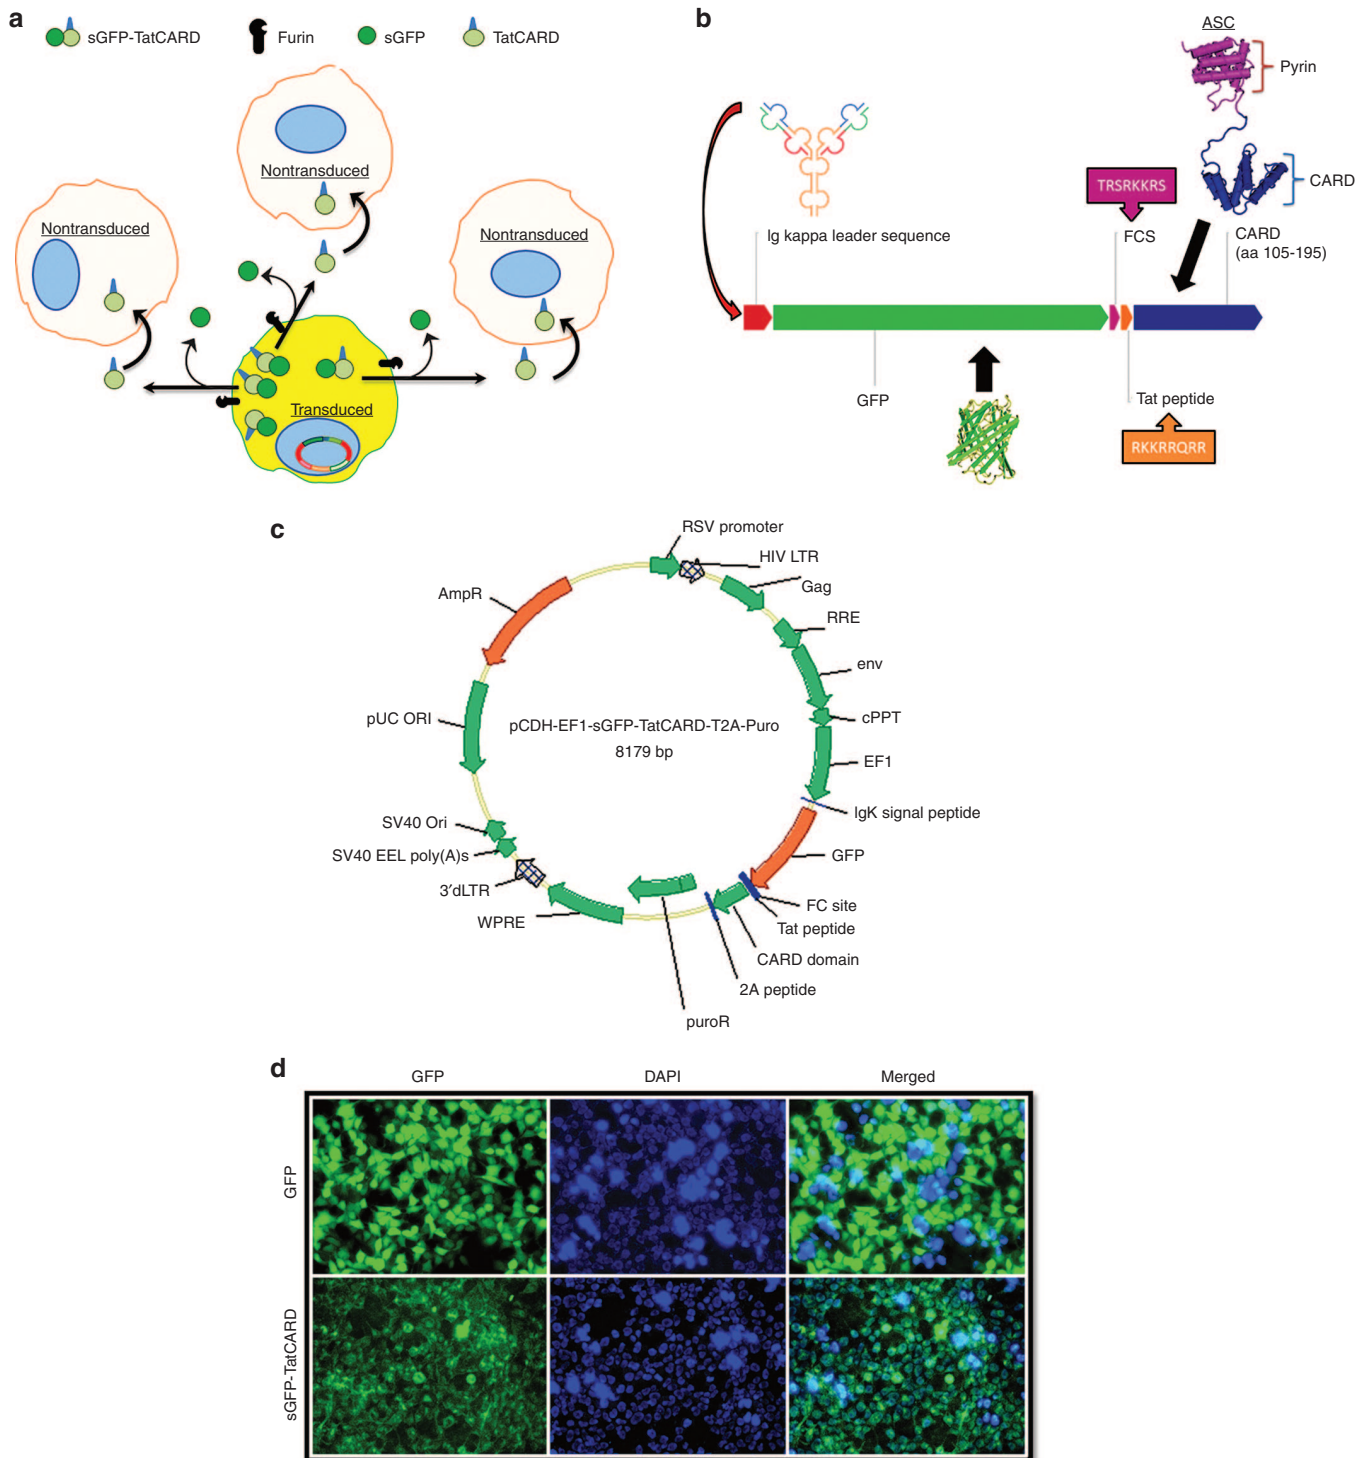 a
sGFP-TatCARD
Furin
sGFP
TatCARD
Nontransduced
Nontransduced
Nontransduced
Transduced
b
ASC
Pyrin
CARD
TRSRKKRS
Ig kappa leader sequence
FCS
CARD
(aa 105-195)
GFP
Tat peptide
RKKRRQRR
c
RSV promoter
HIV LTR
Gag
RRE
env
cPPT
EF1
IgK signal peptide
GFP
FC site
Tat peptide
CARD domain
2A peptide
puroR
WPRE
3′dLTR
SV40 EEL poly(A)s
SV40 Ori
pUC ORI
AmpR
pCDH-EF1-sGFP-TatCARD-T2A-Puro
8179 bp
d
GFP
DAPI
Merged
GFP
sGFP-TatCARD